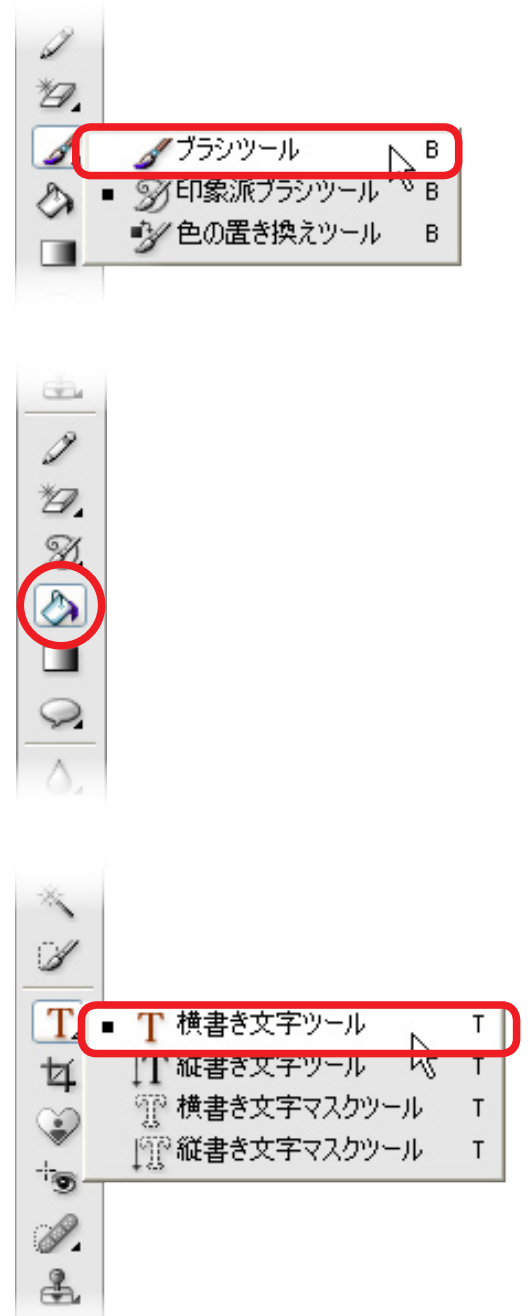 ブラシツール B
印象派ブラシツール B
色の置き換えツール B
T 横書き文字ツール T
縦書き文字ツール T
横書き文字マスクツール T
縦書き文字マスクツール T